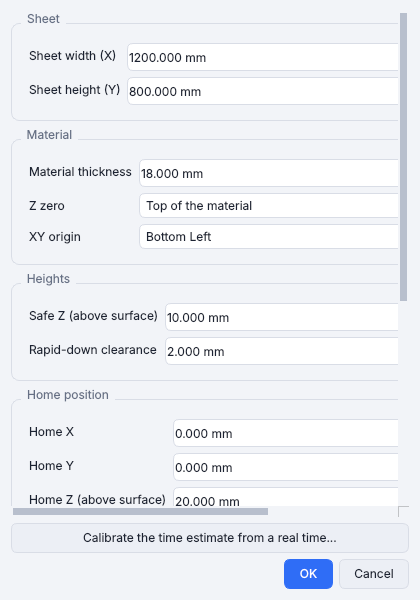 Sheet
Sheet width (X) 1200.000 mm
Sheet height (Y) 800.000 mm
Material
Material thickness 18.000 mm
Z zero Top of the material
XY origin Bottom Left
Heights
Safe Z (above surface) 10.000 mm
Rapid-down clearance 2.000 mm
Home position
Home X 0.000 mm
Home Y 0.000 mm
Home Z (above surface) 20.000 mm
Calibrate the time estimate from a real time...
OK Cancel